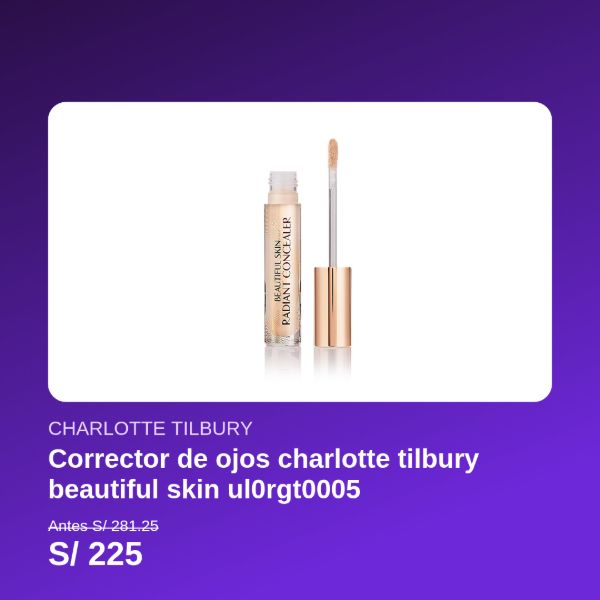 BEAUTIFUL SKIN
RADIANT CONCEALER
CHARLOTTE TILBURY
Corrector de ojos charlotte tilbury
beautiful skin ul0rgt0005
Antes S/ 281.25
S/ 225